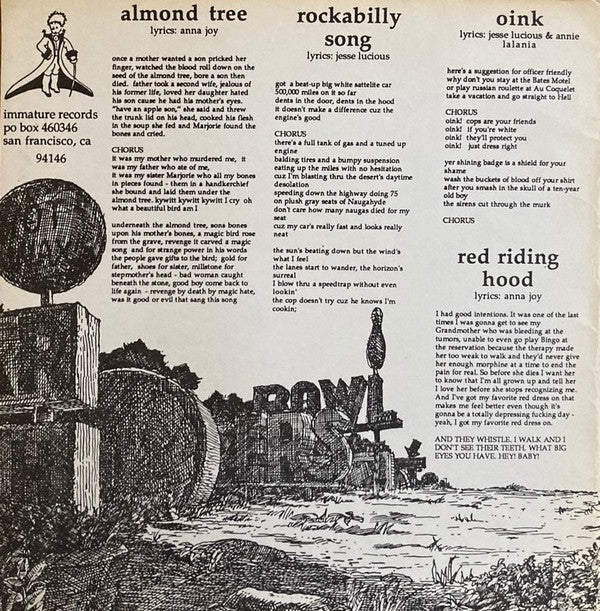 almond tree
lyrics: anna joy
once a mother wanted a son pricked her
finger, watched the blood roll down on the
seed of the almond tree, bore a son then
died. father took a second wife, jealous of
his former life, loved her daughter hated
his son cause he had his mother's eyes.
"have an apple son," she said and threw
the trunk lid on his head, cooked his flesh
in the soup she fed and Marjorie found the
bones and cried.
CHORUS
it was my mother who murdered me, it
was my father who ate of me,
it was my sister Marjorie who all my bones
in pieces found - them in a handkerchief
she bound and laid them under the
almond tree. kywitt kywitt kywitt I cry oh
what a beautiful bird am I
underneath the almond tree, sons bones
upon his mother's bones, a magic bird rose
from the grave, revenge it carved a magic
song and for strange power in his words
the people gave gifts to the bird; gold for
father, shoes for sister, millstone for
stepmother's head - bad woman caught
beneath the stone, good boy come back to
life again - revenge by death by magic hate,
was it good or evil that sang this song
immature records
po box 460346
san francisco, ca
94146
rockabilly
song
lyrics: jesse lucious
got a beat-up big white sattelite car
500,000 miles on it so far
dents in the door, dents in the hood
it doesn't make a difference cuz the
engine's good
CHORUS
there's a full tank of gas and a tuned up
engine
balding tires and a bumpy suspension
eating up the miles with no hesitation
cuz I'm blasting thru the desert's daytime
desolation
speeding down the highway doing 75
on plush gray seats of Naugahyde
don't care how many naugas died for my
seat
cuz my car's really fast and looks really
neat
the sun's beating down but the wind's
what I feel
the lanes start to wander, the horizon's
surreal
I blow thru a speedtrap without even
lookin'
the cop doesn't try cuz he knows I'm
cookin;
oink
lyrics: jesse lucious & annie
lalania
here's a suggestion for officer friendly
why don't you stay at the Bates Motel
or play russian roulette at Au Coquelet
take a vacation and go straight to Hell
CHORUS
oink! cops are your friends
oink! if you're white
oink! they'll protect you
oink! just dress right
yer shining badge is a shield for your
shame
wash the buckets of blood off your shirt
after you smash in the skull of a ten-year
old boy
the sirens cut through the murk
CHORUS
red riding
hood
lyrics: anna joy
I had good intentions. It was one of the last
times I was gonna get to see my
Grandmother who was bleeding at the
tumors, unable to even go play Bingo at
the reservation because the therapy made
her too weak to walk and they'd never give
her enough morphine at a time to end the
pain for real. So before she dies I want her
to know that I'm all grown up and tell her
I love her before she stops recognizing me.
And I've got my favorite red dress on that
makes me feel better even though it's
gonna be a totally depressing fucking day -
yeah, I got my favorite red dress on.
AND THEY WHISTLE. I WALK AND I
DON'T SEE THEIR TEETH. WHAT BIG
EYES YOU HAVE. HEY! BABY!
BOWL